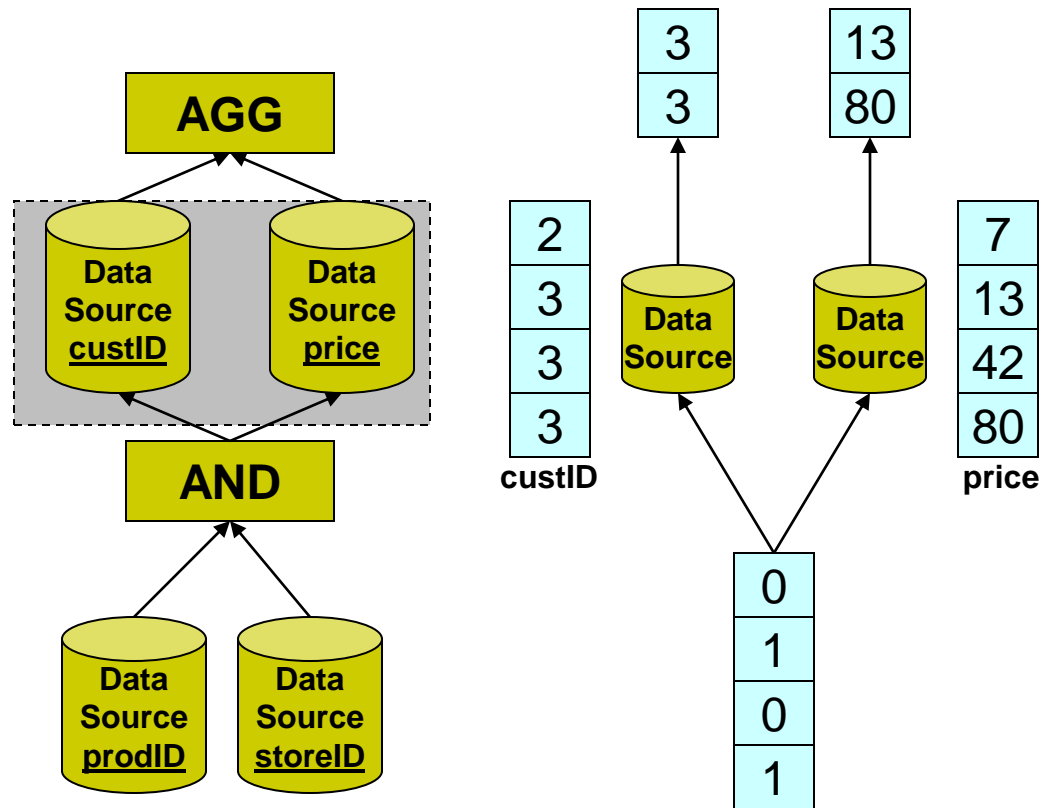 AGG
Data
Source
custID
Data
Source
price
AND
Data
Source
prodID
Data
Source
storeID
3
3
13
80
2
3
3
3
custID
Data
Source
Data
Source
7
13
42
80
price
0
1
0
1